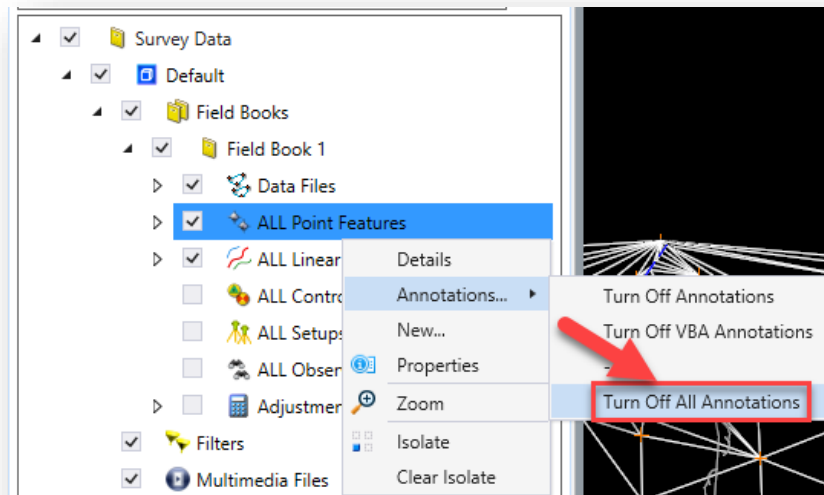 Survey Data
Default
Field Books
Field Book 1
Data Files
ALL Point Features
ALL Linear
ALL Contro
ALL Setups
ALL Obser
Adjustmer
Filters
Multimedia Files
Details
Annotations...
New...
Properties
Zoom
Isolate
Clear Isolate
Turn Off Annotations
Turn Off VBA Annotations
Turn Off All Annotations